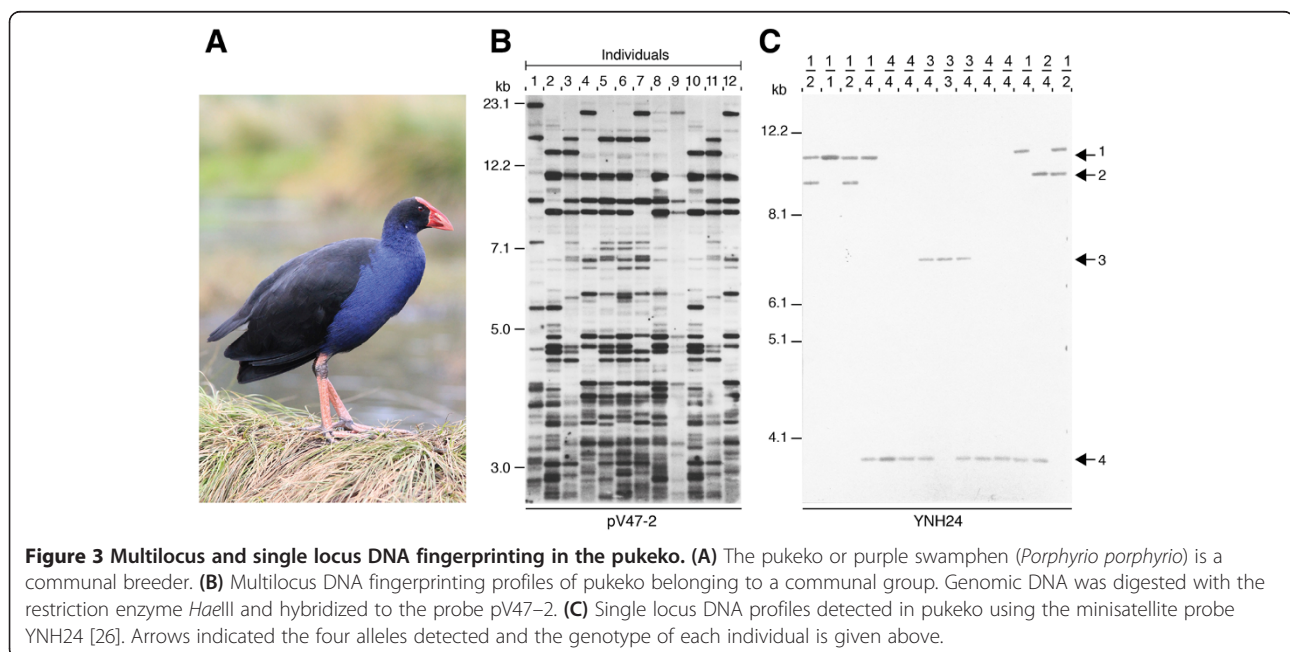 A
B
C
Individuals
1 2 3 4 5 6 7 8 9 10 11 12
kb
23.1
12.2
7.1
5.0
3.0
pV47-2
1 1 1 1 4 4 3 3 3 4 4 1 2 1
2 1 2 4 4 4 4 3 4 4 4 4 4 2
kb
12.2
8.1
6.1
5.1
4.1
1
2
3
4
YNH24
Figure 3 Multilocus and single locus DNA fingerprinting in the pukeko. (A) The pukeko or purple swamphen (Porphyrio porphyrio) is a
communal breeder. (B) Multilocus DNA fingerprinting profiles of pukeko belonging to a communal group. Genomic DNA was digested with the
restriction enzyme HaeIII and hybridized to the probe pV47–2. (C) Single locus DNA profiles detected in pukeko using the minisatellite probe
YNH24 [26]. Arrows indicated the four alleles detected and the genotype of each individual is given above.